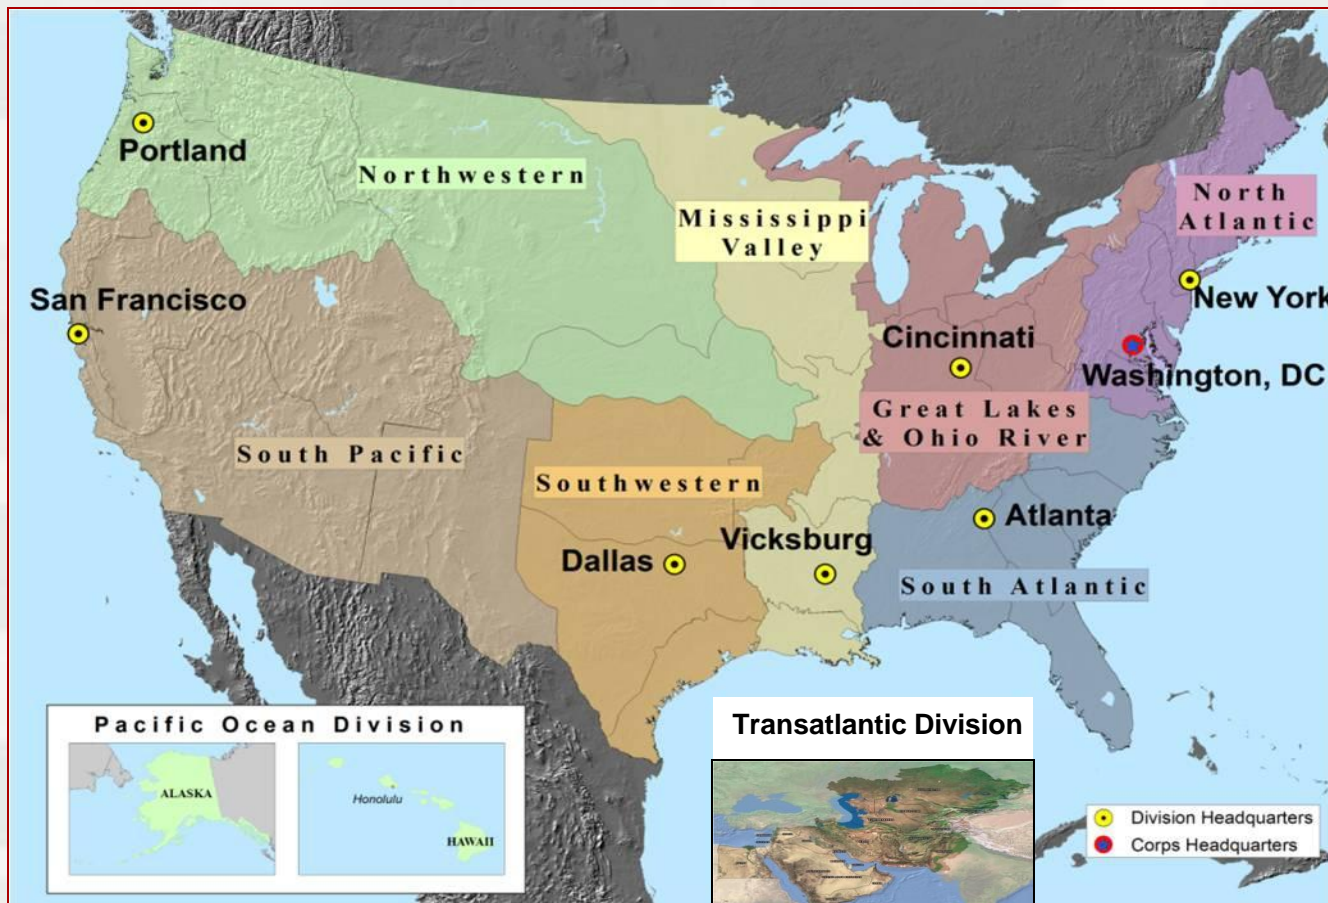 Portland
Northwestern
North
Atlantic
Mississippi
Valley
San Francisco
New York
Cincinnati
Washington, DC
Great Lakes
& Ohio River
South Pacific
Southwestern
Atlanta
Vicksburg
Dallas
South Atlantic
Pacific Ocean Division
ALASKA
Honolulu
HAWAII
Transatlantic Division
Division Headquarters
Corps Headquarters